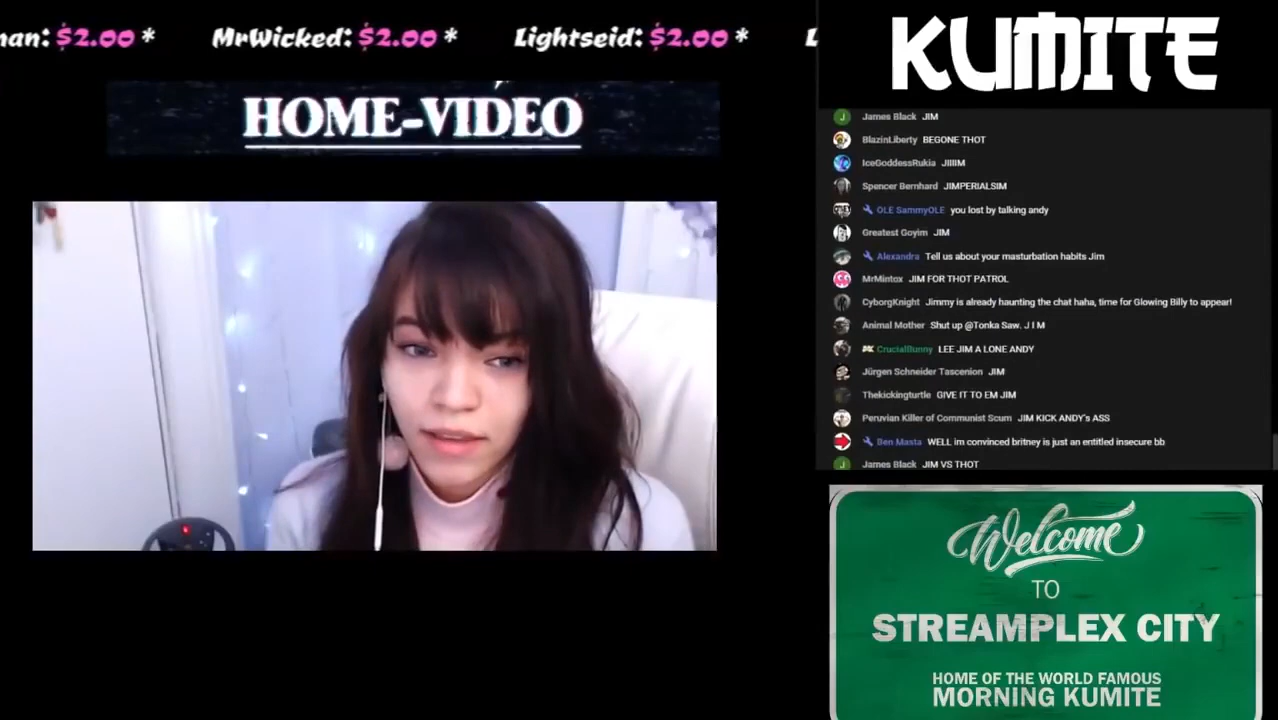 nan: $2.00 * MrWicked: $2.00 * Lightseid: $2.00 * L
HOME-VIDEO
KUMITE
J James Black JIM
BlazinLiberty BEGONE THOT
IceGoddessRukia JIIIIM
Spencer Bernhard JIMPERIALSIM
OLE SammyOLE you lost by talking andy
Greatest Goyim JIM
Alexandra Tell us about your masturbation habits Jim
MrMintox JIM FOR THOT PATROL
CyborgKnight Jimmy is already haunting the chat haha, time for Glowing Billy to appear!
Animal Mother Shut up @Tonka Saw. J I M
CrucialBunny LEE JIM A LONE ANDY
Jürgen Schneider Tascenion JIM
Thekickingturtle GIVE IT TO EM JIM
Peruvian Killer of Communist Scum JIM KICK ANDY's ASS
Ben Masta WELL im convinced britney is just an entitled insecure bb
J James Black JIM VS THOT
Welcome
TO
STREAMPLEX CITY
HOME OF THE WORLD FAMOUS
MORNING KUMITE